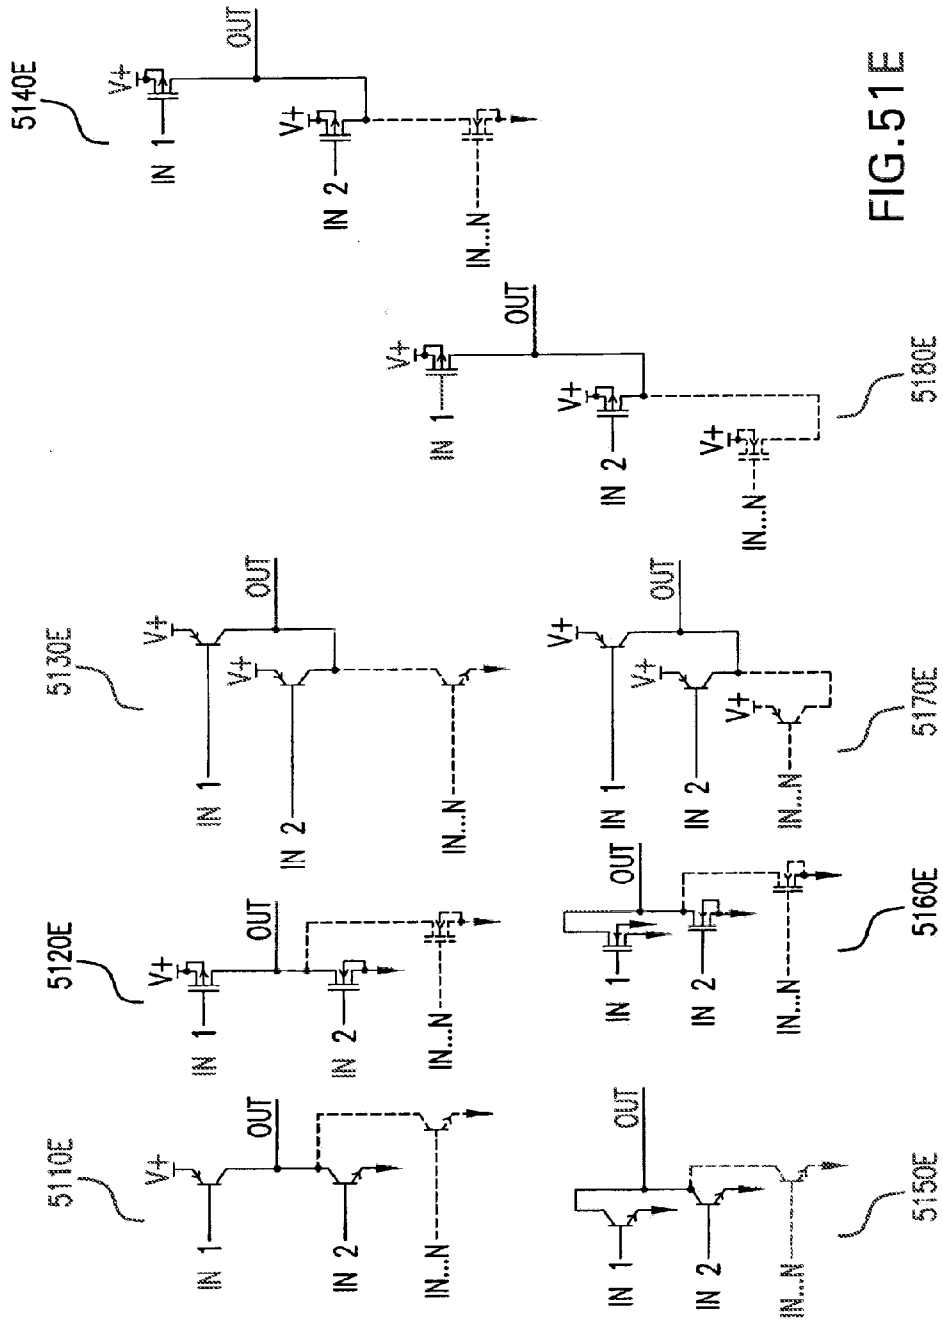 5110E
V+
IN 1
OUT
IN 2
IN...N
5120E
V+
IN 1
OUT
IN 2
IN...N
5130E
V+
IN 1
OUT
V+
IN 2
IN...N
5140E
V+
IN 1
OUT
V+
IN 2
IN...N
IN 1
OUT
IN 2
IN...N
5150E
IN 1
OUT
IN 2
IN...N
5160E
V+
IN 1
OUT
V+
IN 2
V+
IN...N
5170E
V+
IN 1
OUT
V+
IN 2
V+
IN...N
5180E
FIG.51E